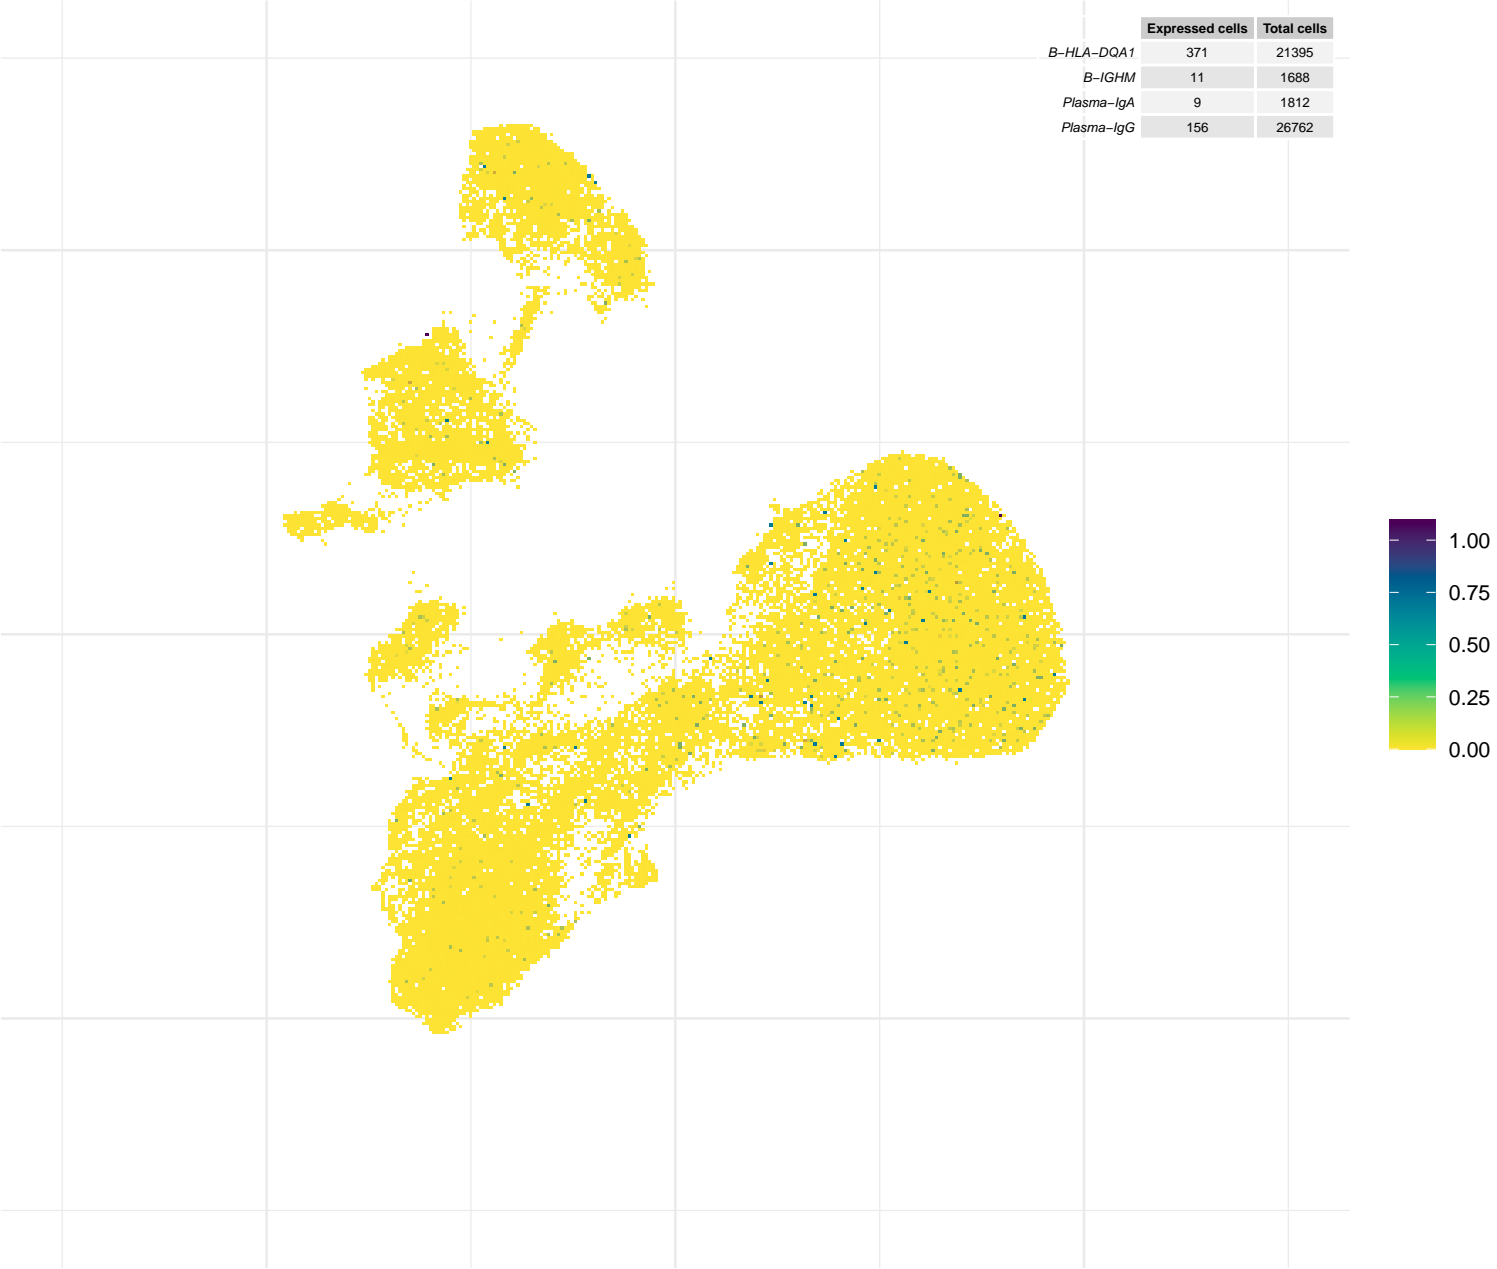 Expressed cells Total cells
B−HLA−DQA1 371 21395
B−IGHM 11 1688
Plasma−IgA 9 1812
Plasma−IgG 156 26762
1.00
0.75
0.50
0.25
0.00